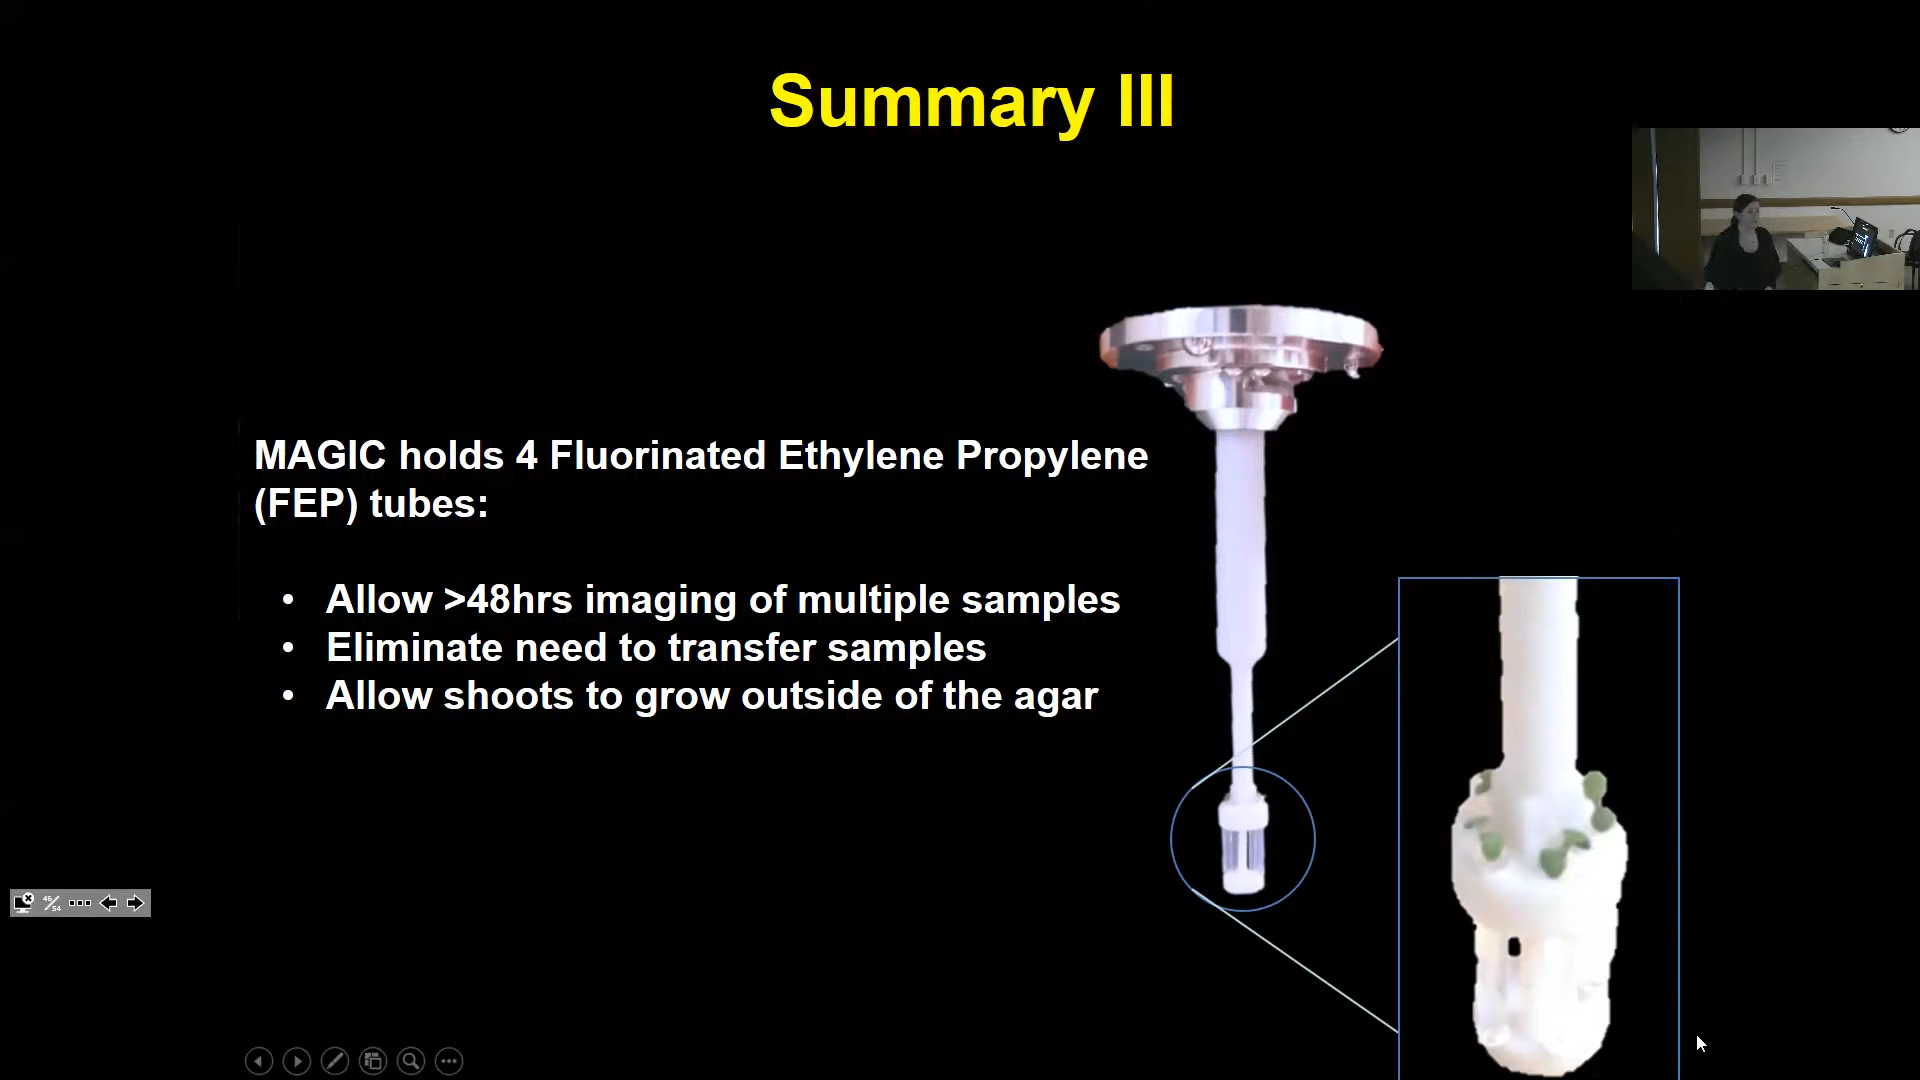 Summary III
MAGIC holds 4 Fluorinated Ethylene Propylene
(FEP) tubes:
• Allow >48hrs imaging of multiple samples
• Eliminate need to transfer samples
• Allow shoots to grow outside of the agar